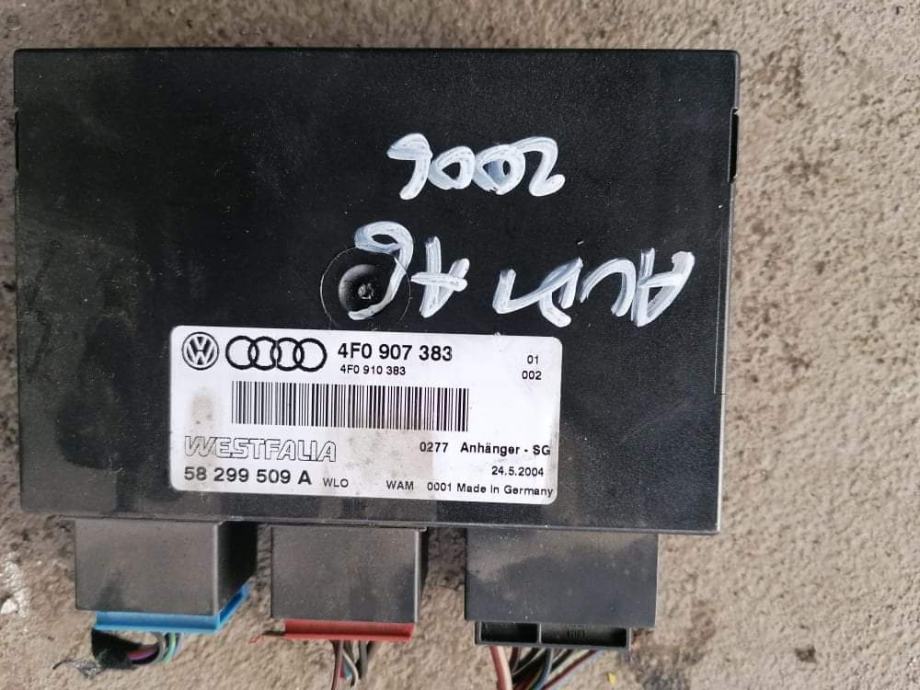 AUDI A6
2006
4F0 907 383
4F0 910 383
01
002
WESTFALIA
0277 Anhänger - SG
24.5.2004
58 299 509 A WLO WAM 0001 Made in Germany